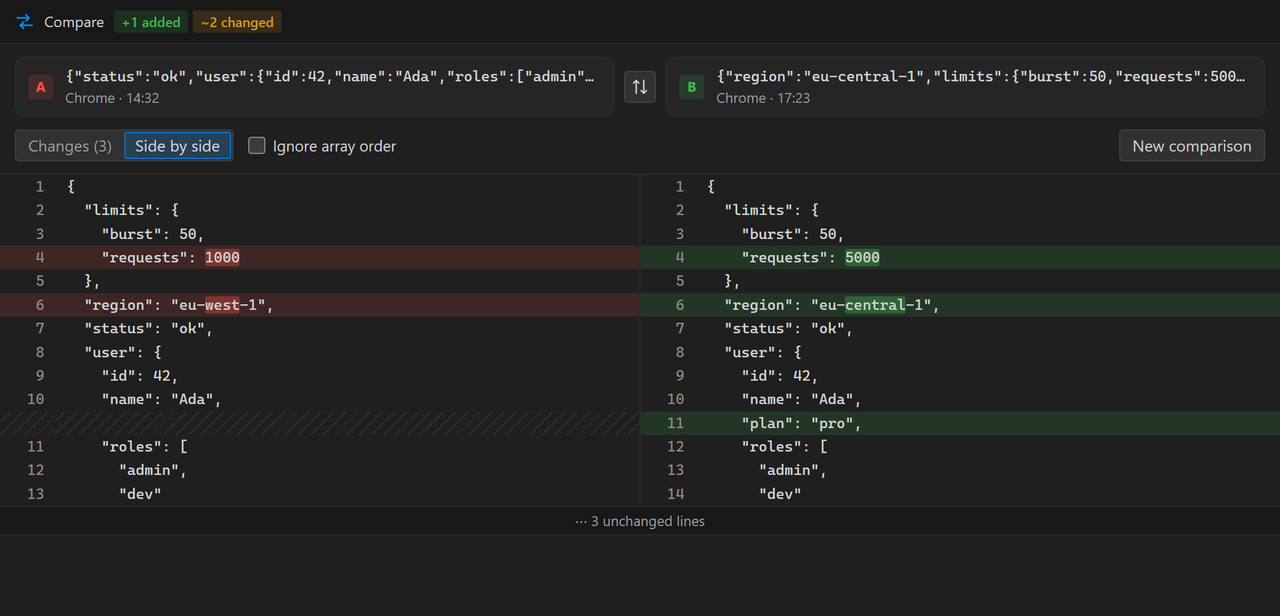 Compare +1 added ~2 changed
A {"status":"ok","user":{"id":42,"name":"Ada","roles":["admin"…
Chrome · 14:32
B {"region":"eu-central-1","limits":{"burst":50,"requests":500…
Chrome · 17:23
Changes (3) Side by side Ignore array order New comparison
1 {
2 "limits": {
3 "burst": 50,
4 "requests": 1000
5 },
6 "region": "eu-west-1",
7 "status": "ok",
8 "user": {
9 "id": 42,
10 "name": "Ada",
11 "roles": [
12 "admin",
13 "dev"
1 {
2 "limits": {
3 "burst": 50,
4 "requests": 5000
5 },
6 "region": "eu-central-1",
7 "status": "ok",
8 "user": {
9 "id": 42,
10 "name": "Ada",
11 "plan": "pro",
12 "roles": [
13 "admin",
14 "dev"
··· 3 unchanged lines